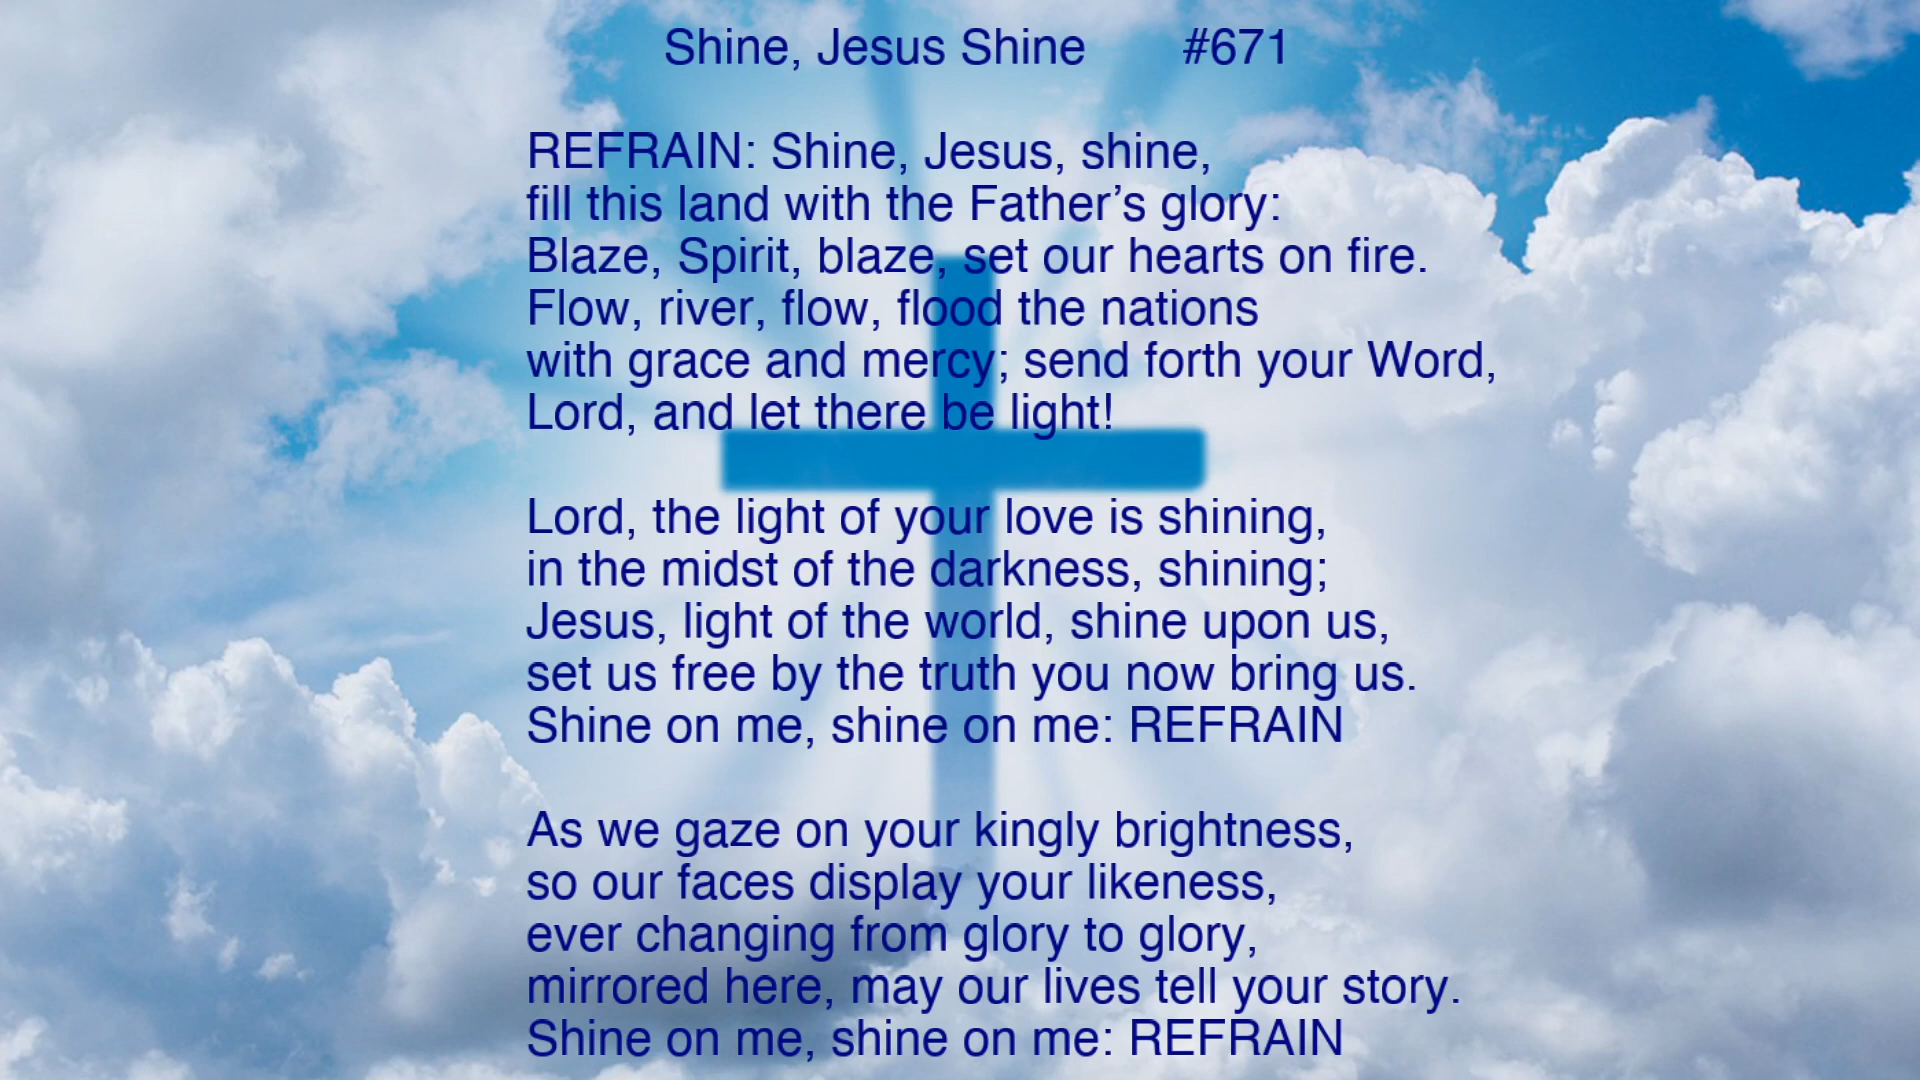 Shine, Jesus Shine #671
REFRAIN: Shine, Jesus, shine,
fill this land with the Father’s glory:
Blaze, Spirit, blaze, set our hearts on fire.
Flow, river, flow, flood the nations
with grace and mercy; send forth your Word,
Lord, and let there be light!
Lord, the light of your love is shining,
in the midst of the darkness, shining;
Jesus, light of the world, shine upon us,
set us free by the truth you now bring us.
Shine on me, shine on me: REFRAIN
As we gaze on your kingly brightness,
so our faces display your likeness,
ever changing from glory to glory,
mirrored here, may our lives tell your story.
Shine on me, shine on me: REFRAIN